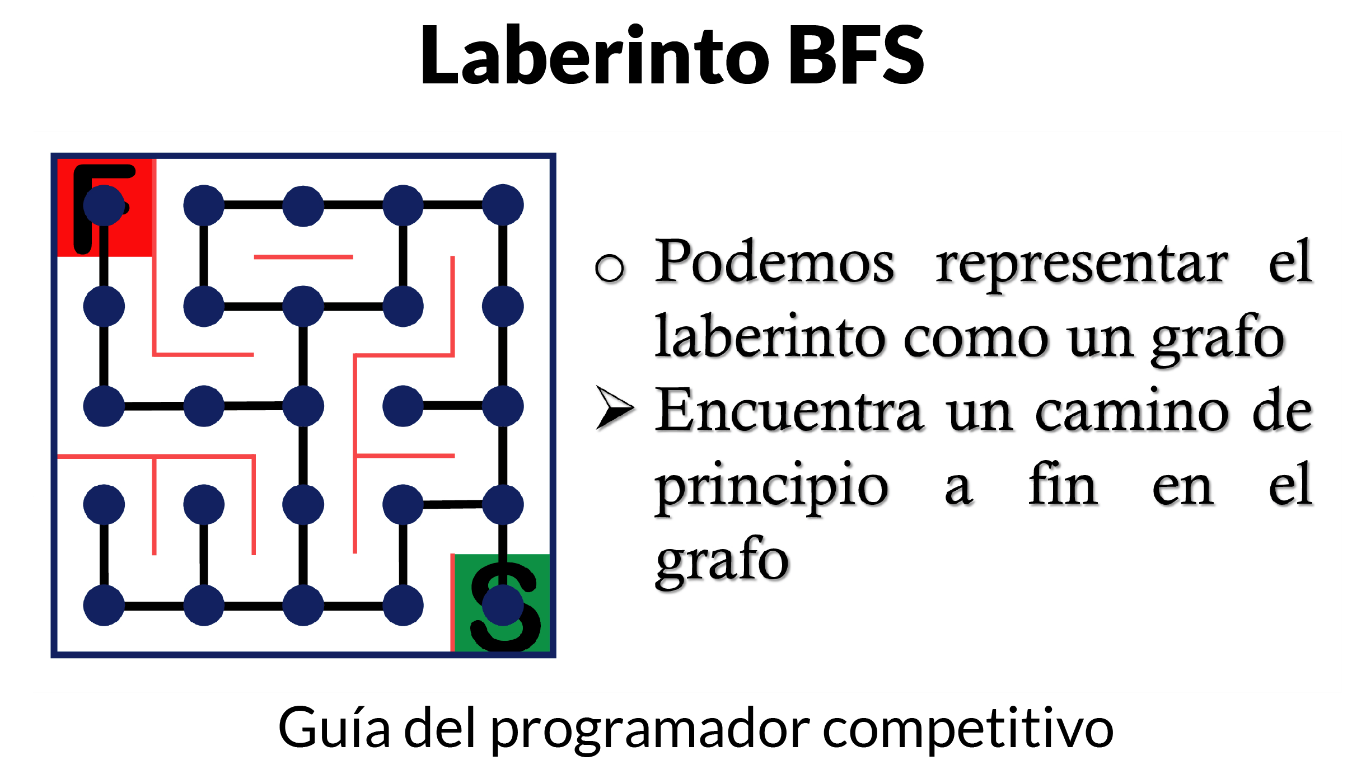 Laberinto BFS
F
Podemos representar el
laberinto como un grafo
Encuentra un camino de
principio a fin en el
grafo
S
Guía del programador competitivo